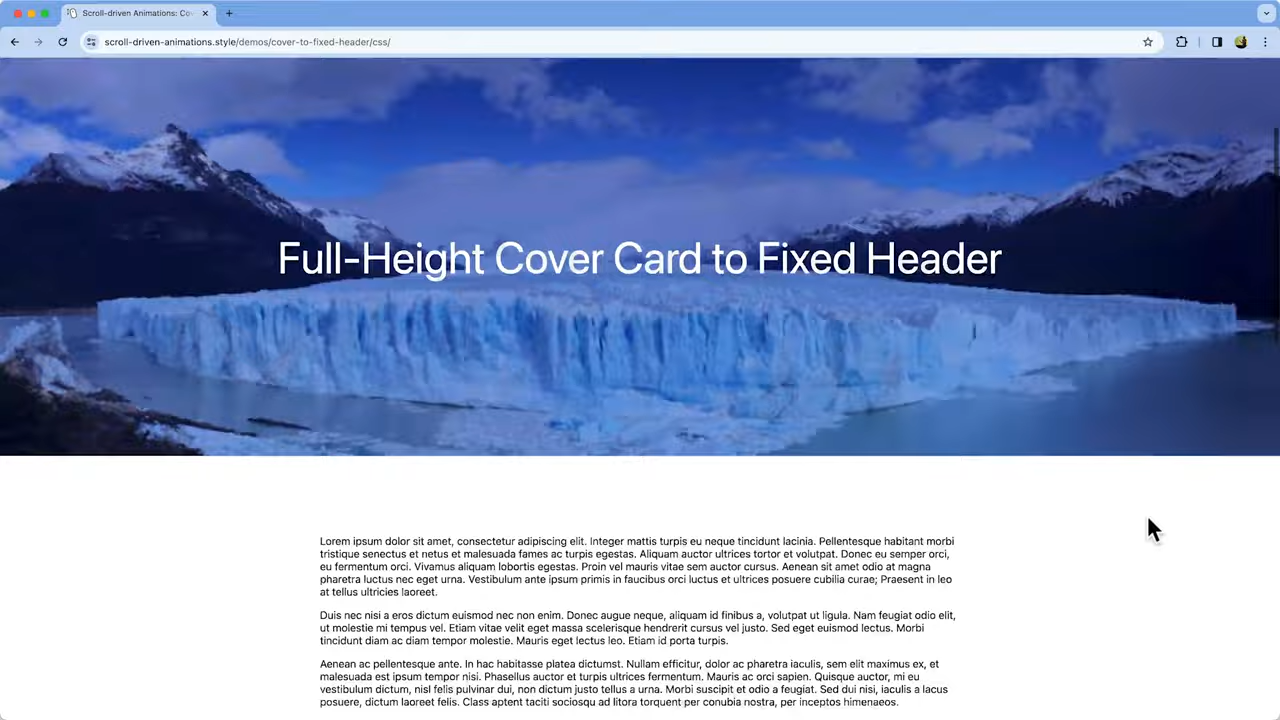 Scroll-driven Animations: Cov
scroll-driven-animations.style/demos/cover-to-fixed-header/css/
Full-Height Cover Card to Fixed Header
Lorem ipsum dolor sit amet, consectetur adipiscing elit. Integer mattis turpis eu neque tincidunt lacinia. Pellentesque habitant morbi
tristique senectus et netus et malesuada fames ac turpis egestas. Aliquam auctor ultrices tortor et volutpat. Donec eu semper orci,
eu fermentum orci. Vivamus aliquam lobortis egestas. Proin vel mauris vitae sem auctor cursus. Aenean sit amet odio at magna
pharetra luctus nec eget urna. Vestibulum ante ipsum primis in faucibus orci luctus et ultrices posuere cubilia curae; Praesent in leo
at tellus ultricies laoreet.
Duis nec nisi a eros dictum euismod nec non enim. Donec augue neque, aliquam id finibus a, volutpat ut ligula. Nam feugiat odio elit,
ut molestie mi tempus vel. Etiam vitae velit eget massa scelerisque hendrerit cursus vel justo. Sed eget euismod lectus. Morbi
tincidunt diam ac diam tempor molestie. Mauris eget lectus leo. Etiam id porta turpis.
Aenean ac pellentesque ante. In hac habitasse platea dictumst. Nullam efficitur, dolor ac pharetra iaculis, sem elit maximus ex, et
malesuada est ipsum tempor nisi. Phasellus auctor et turpis ultrices fermentum. Mauris ac orci sapien. Quisque auctor, mi eu
vestibulum dictum, nisl felis pulvinar dui, non dictum justo tellus a urna. Morbi suscipit et odio a feugiat. Sed dui nisi, iaculis a lacus
posuere, dictum laoreet felis. Class aptent taciti sociosqu ad litora torquent per conubia nostra, per inceptos himenaeos.